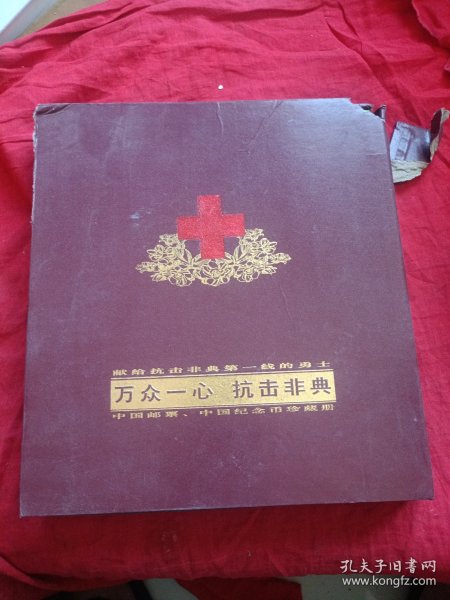 献给抗击非典第一线的勇士
万众一心 抗击非典
中国邮票、中国纪念币珍藏册
孔夫子旧书网
www.kongfz.com